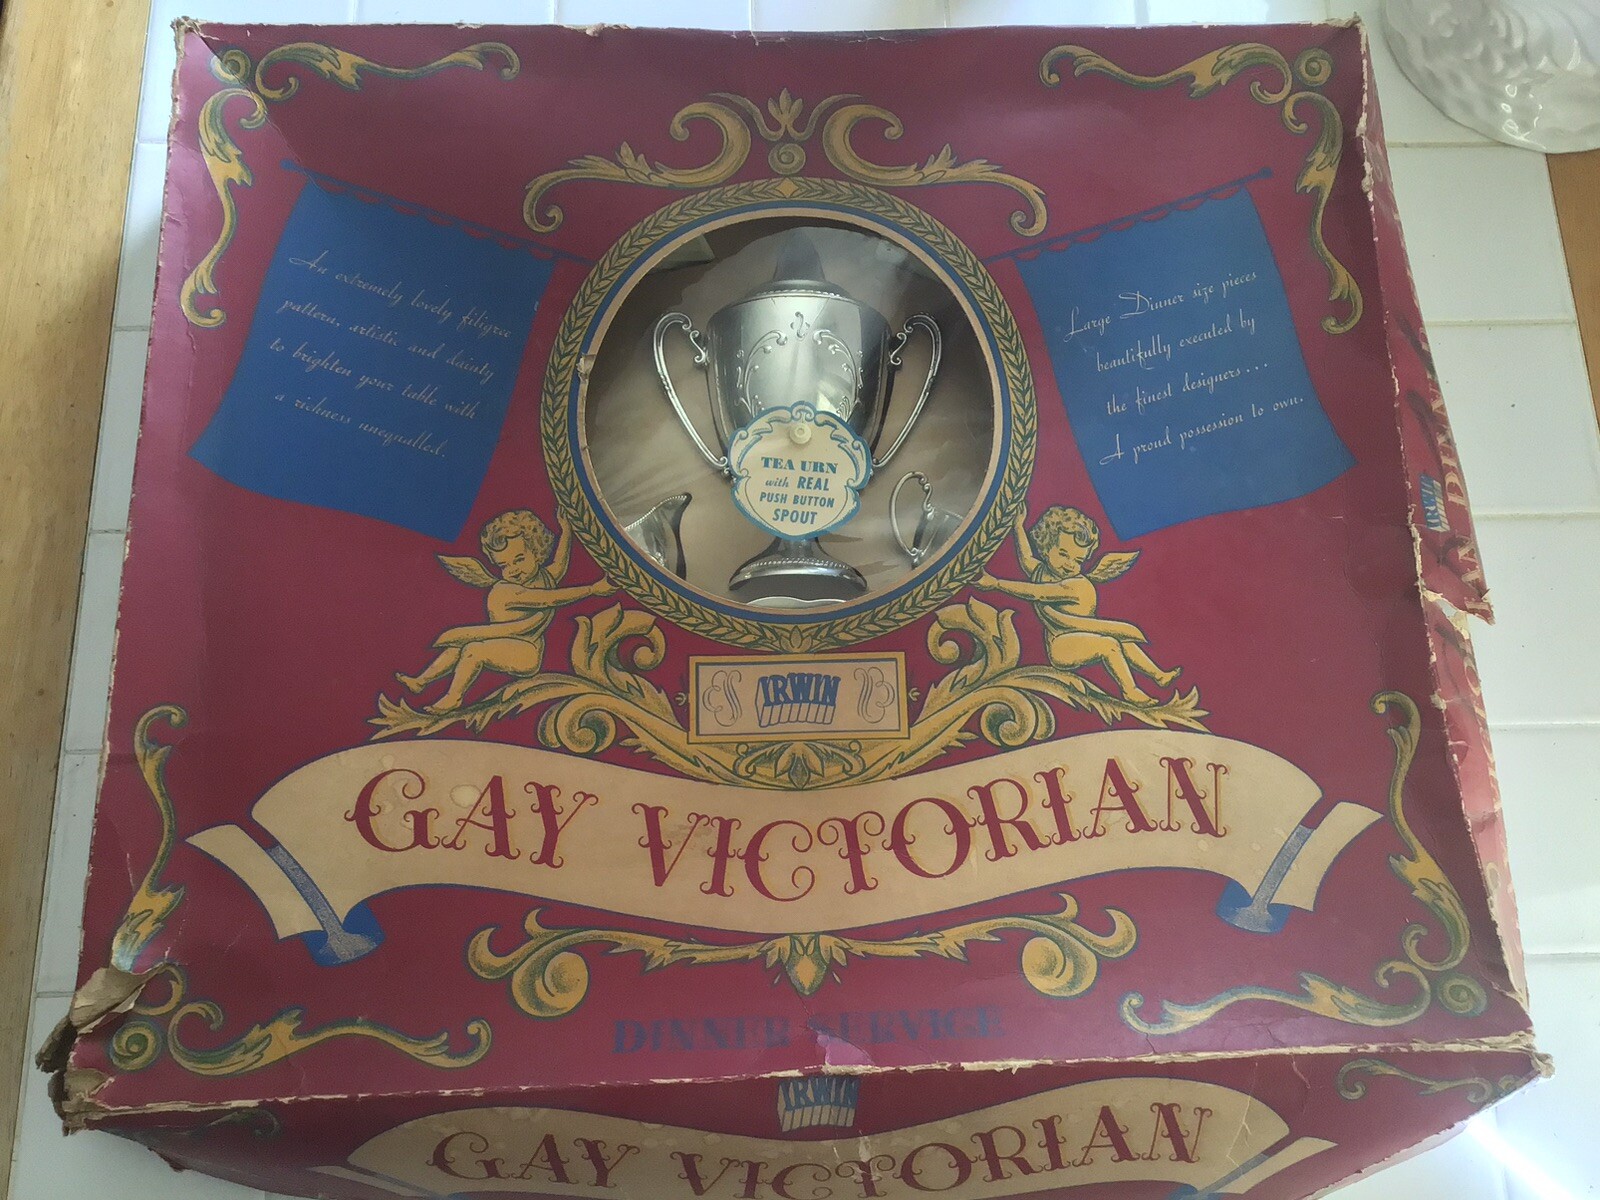 An extremely lovely filigree
pattern, artistic and dainty
to brighten your table with
a richness unequalled.
Large Dinner size pieces
beautifully executed by
the finest designers...
A proud possession to own.
TEA URN
with REAL
PUSH BUTTON
SPOUT
IRWIN
GAY VICTORIAN
DINNER SERVICE
IRWIN
GAY VICTORIAN
IRWIN